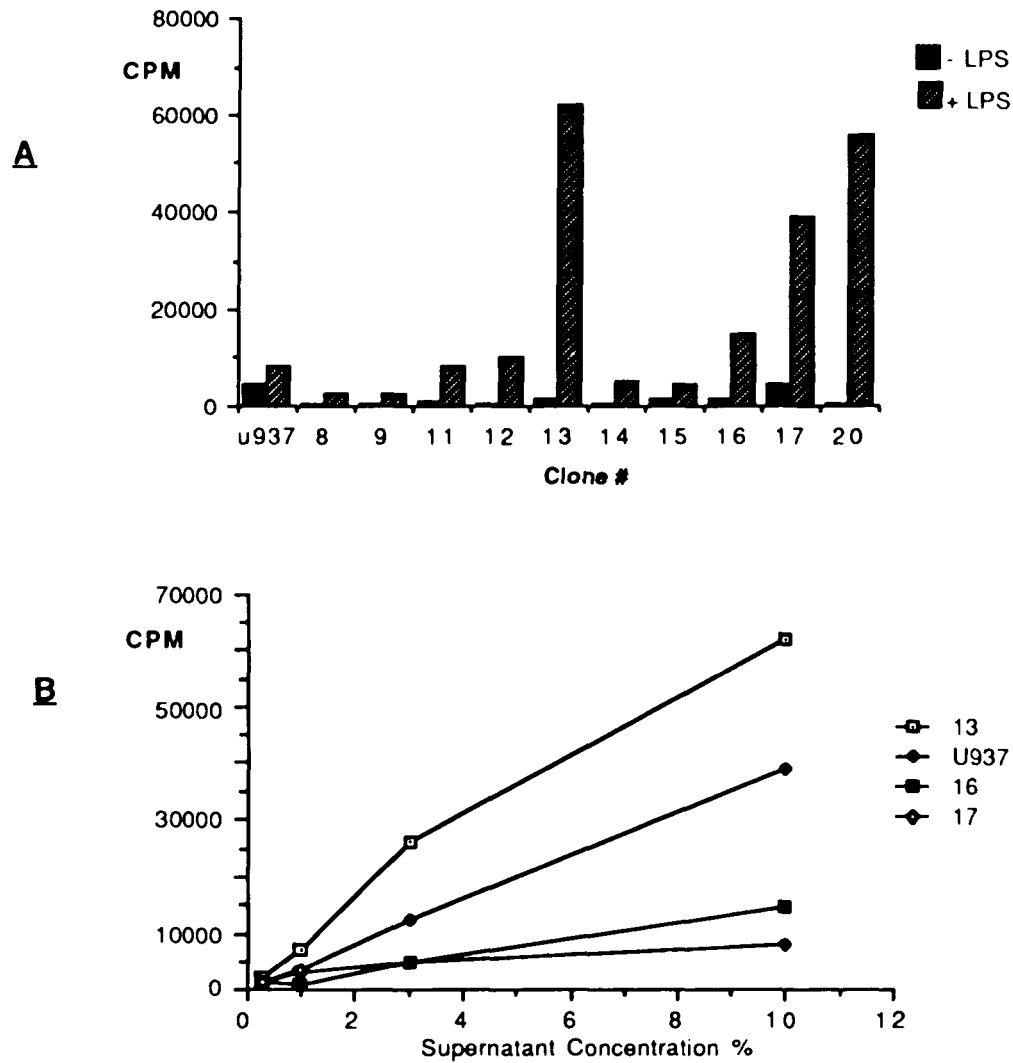 A
CPM
80000
60000
40000
20000
0
- LPS
+ LPS
u937 8 9 11 12 13 14 15 16 17 20
Clone #
B
CPM
70000
50000
30000
10000
0
13
U937
16
17
0 2 4 6 8 10 12
Supernatant Concentration %